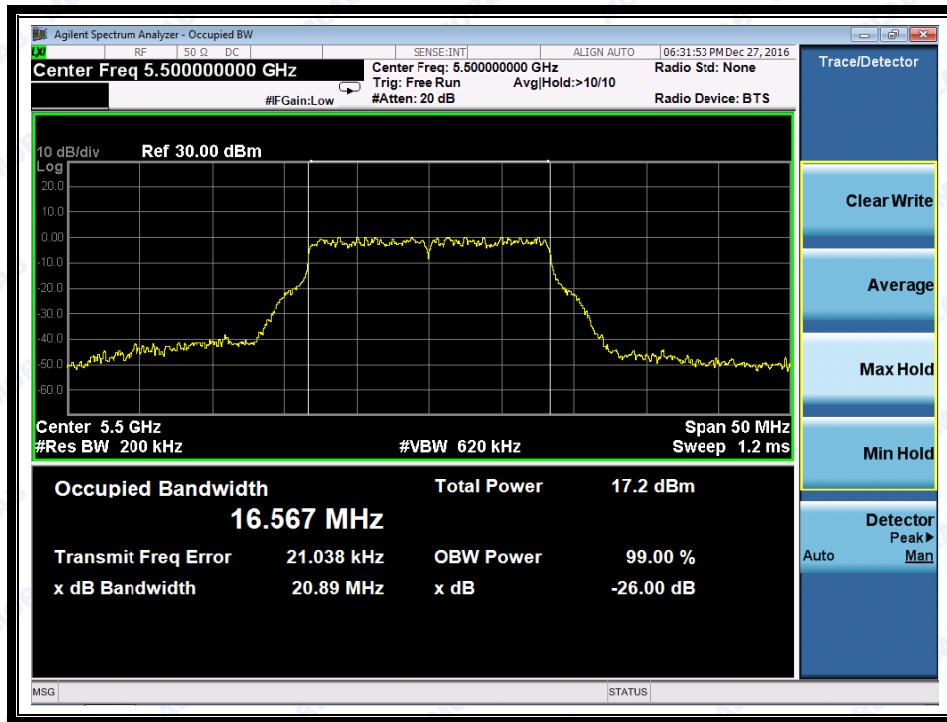 Agilent Spectrum Analyzer - Occupied BW
LXI RF 50 Ω DC SENSE:INT ALIGN AUTO 06:31:53 PM Dec 27, 2016
Center Freq 5.500000000 GHz
Center Freq: 5.500000000 GHz
Radio Std: None
Trig: Free Run Avg|Hold:>10/10
#IFGain:Low
#Atten: 20 dB
Radio Device: BTS
10 dB/div Ref 30.00 dBm
Log
20.0
10.0
0.00
-10.0
-20.0
-30.0
-40.0
-50.0
-60.0
Center 5.5 GHz Span 50 MHz
#Res BW 200 kHz #VBW 620 kHz Sweep 1.2 ms
Occupied Bandwidth Total Power 17.2 dBm
16.567 MHz
Transmit Freq Error 21.038 kHz OBW Power 99.00 %
x dB Bandwidth 20.89 MHz x dB -26.00 dB
MSG STATUS
Trace/Detector
Clear Write
Average
Max Hold
Min Hold
Detector
Peak▶
Auto Man